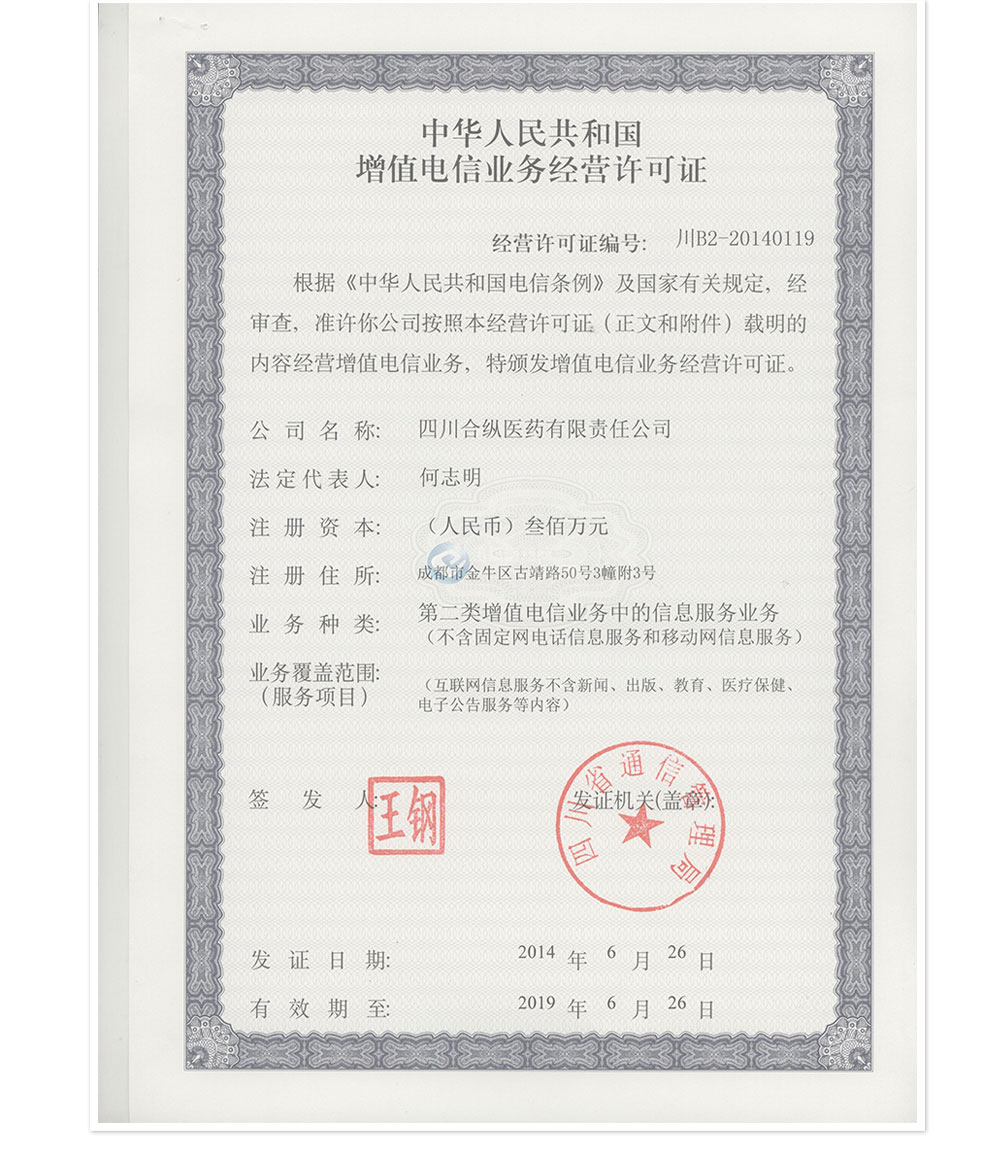 中华人民共和国
增值电信业务经营许可证
经营许可证编号: 川B2-20140119
根据《中华人民共和国电信条例》及国家有关规定，经
审查，准许你公司按照本经营许可证（正文和附件）载明的
内容经营增值电信业务，特颁发增值电信业务经营许可证。
公司名称: 四川合纵医药有限责任公司
法定代表人: 何志明
注册资本: （人民币）叁佰万元
注册住所: 成都市金牛区古靖路50号3幢附3号
业务种类: 第二类增值电信业务中的信息服务业务
（不含固定网电话信息服务和移动网信息服务）
业务覆盖范围:
（服务项目）
（互联网信息服务不含新闻、出版、教育、医疗保健、
电子公告服务等内容）
签发人: 王钢
发证机关(盖章):
四川省通信管理局
发证日期: 2014 年 6 月 26 日
有效期至: 2019 年 6 月 26 日